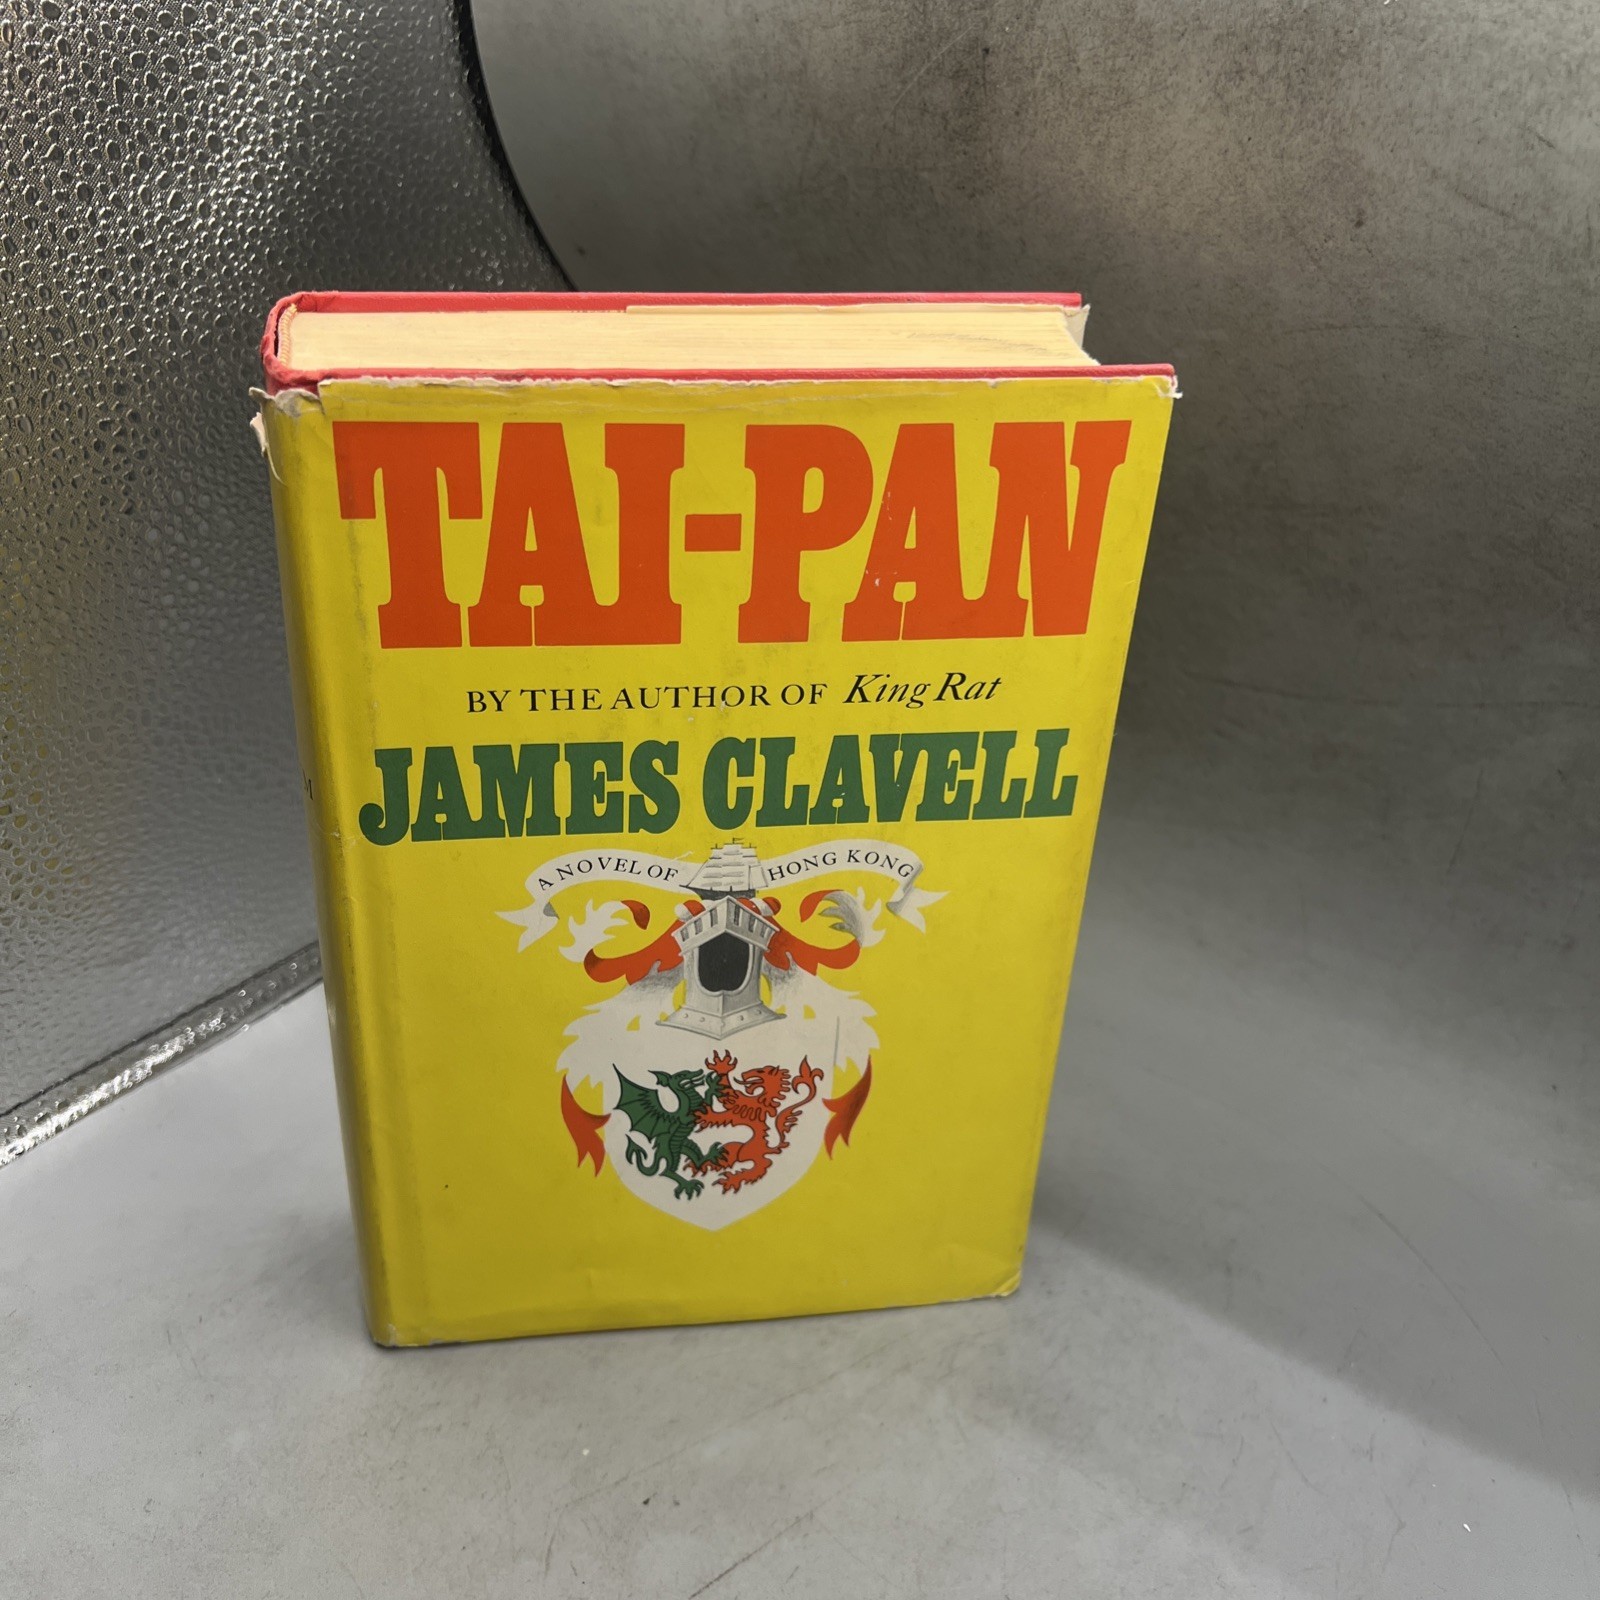 TAI-PAN
BY THE AUTHOR OF King Rat
JAMES CLAVELL
A NOVEL OF HONG KONG